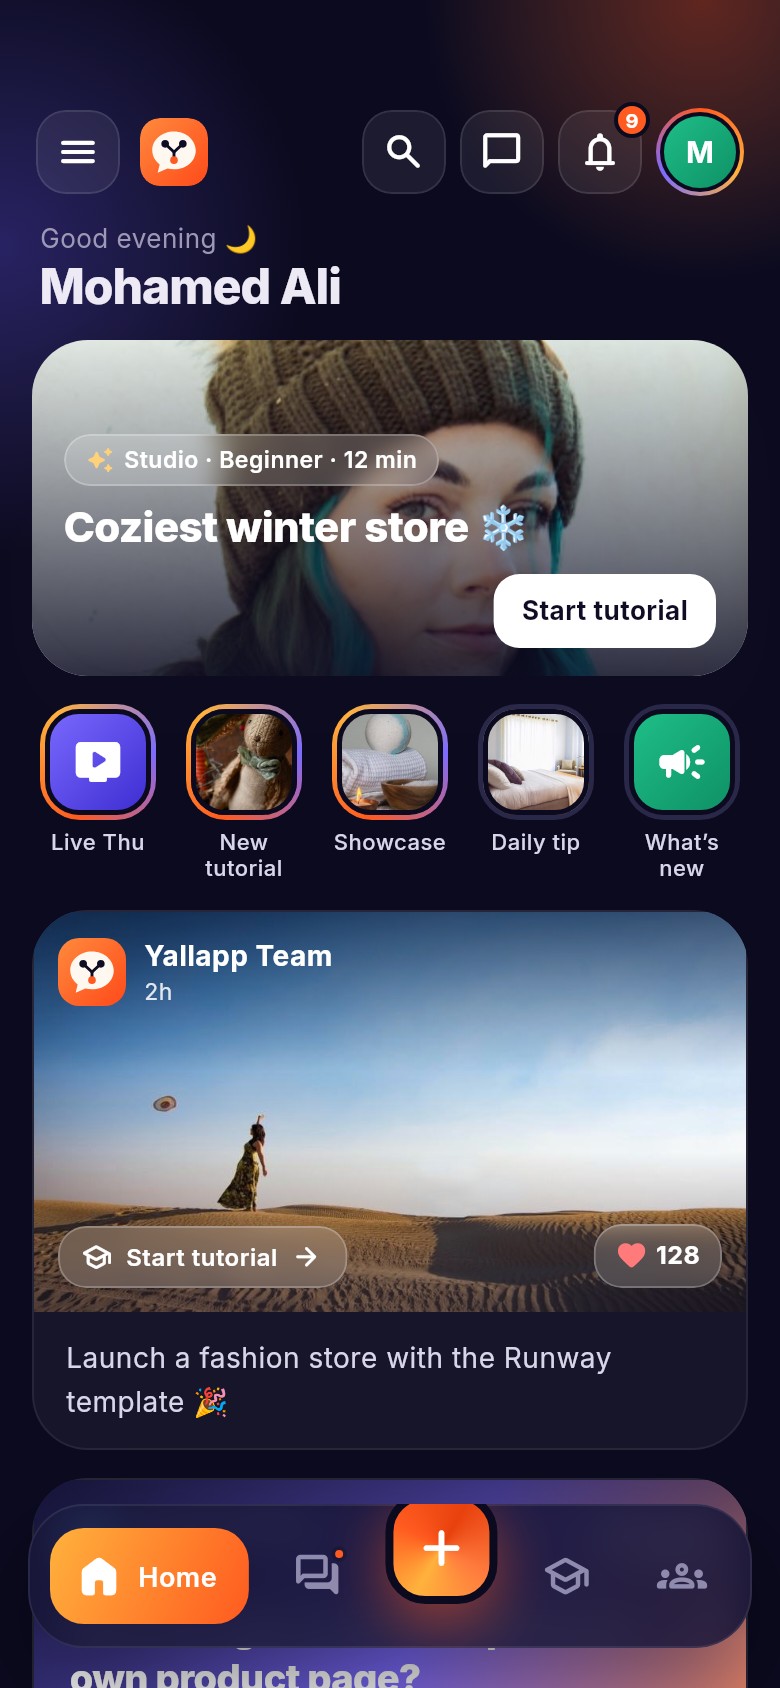 9
M
Good evening 🌙
Mohamed Ali
Studio · Beginner · 12 min
Coziest winter store ❄️
Start tutorial
Live Thu
New
tutorial
Showcase
Daily tip
What's
new
Yallapp Team
2h
Start tutorial →
128
Launch a fashion store with the Runway
template 🎉
Home
own product page?